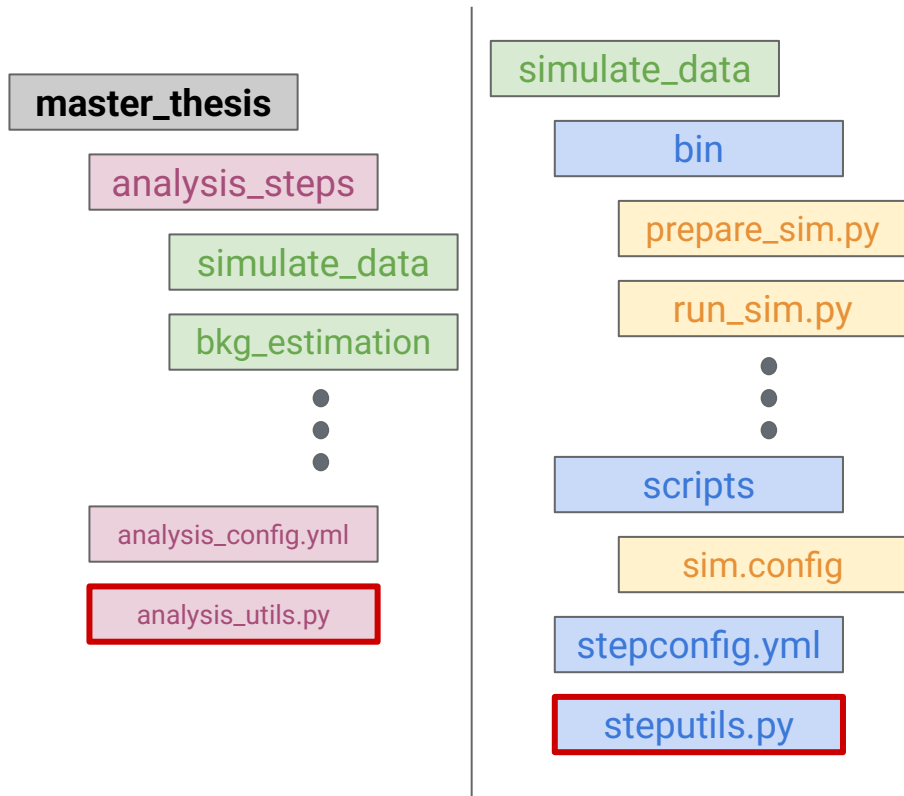 master_thesis
analysis_steps
simulate_data
bkg_estimation
analysis_config.yml
analysis_utils.py
simulate_data
bin
prepare_sim.py
run_sim.py
scripts
sim.config
stepconfig.yml
steputils.py